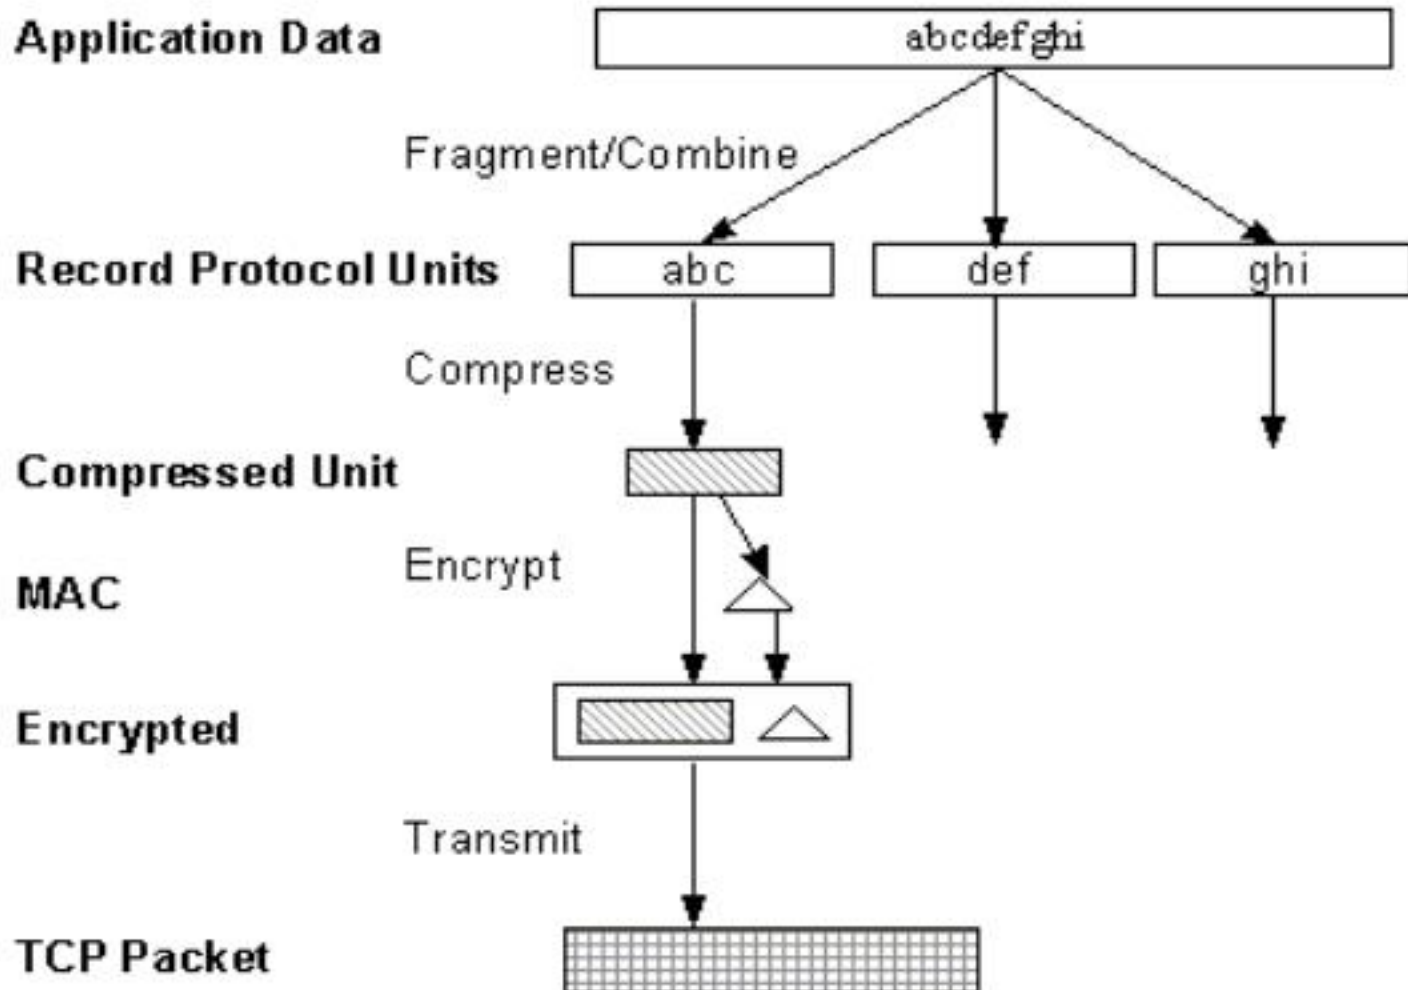 Application Data
abcdefghi
Fragment/Combine
Record Protocol Units
abc
def
ghi
Compress
Compressed Unit
Encrypt
MAC
Encrypted
Transmit
TCP Packet